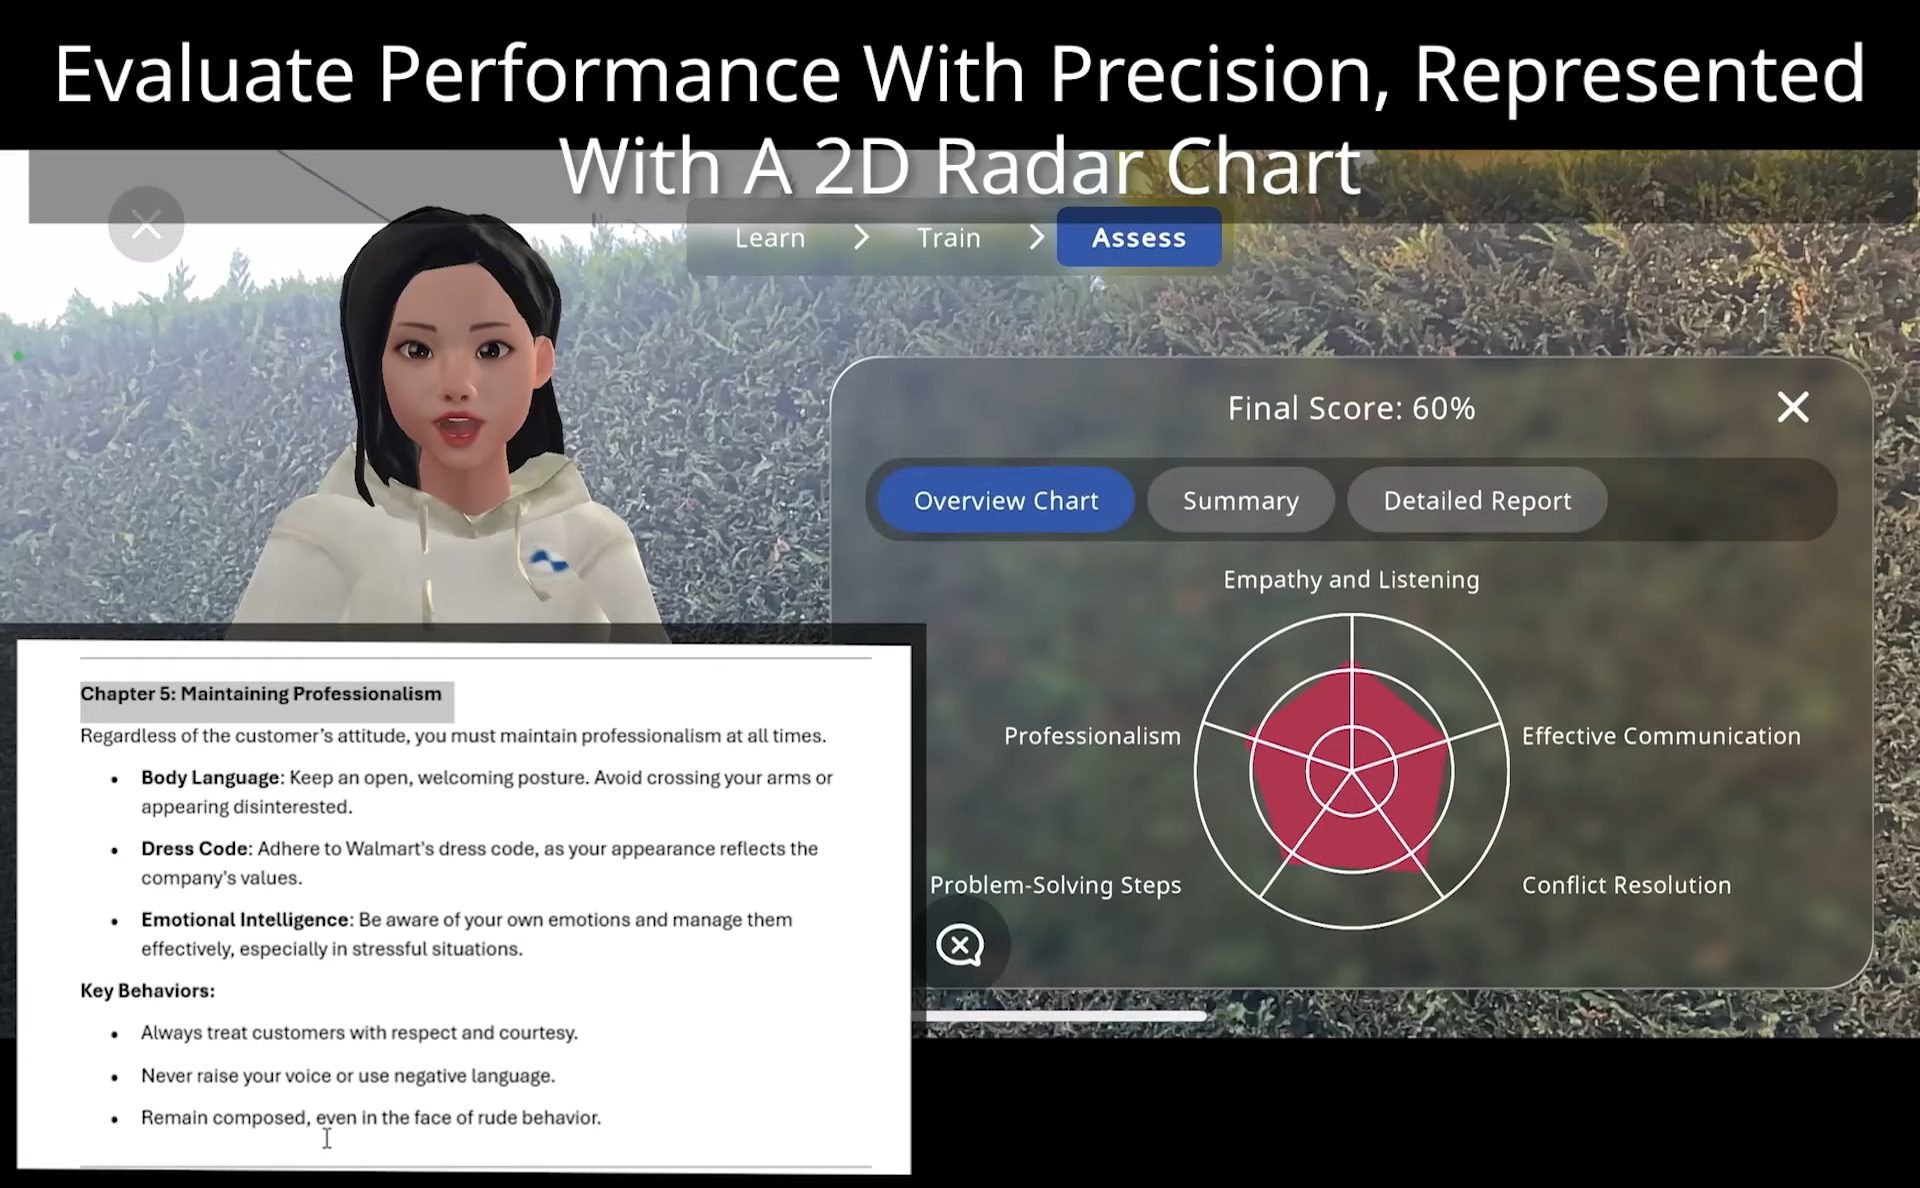 Evaluate Performance With Precision, Represented
With A 2D Radar Chart
Learn > Train > Assess
Final Score: 60%
Overview Chart Summary Detailed Report
Empathy and Listening
Professionalism
Effective Communication
Problem-Solving Steps
Conflict Resolution
Chapter 5: Maintaining Professionalism
Regardless of the customer's attitude, you must maintain professionalism at all times.
• Body Language: Keep an open, welcoming posture. Avoid crossing your arms or
appearing disinterested.
• Dress Code: Adhere to Walmart's dress code, as your appearance reflects the
company's values.
• Emotional Intelligence: Be aware of your own emotions and manage them
effectively, especially in stressful situations.
Key Behaviors:
• Always treat customers with respect and courtesy.
• Never raise your voice or use negative language.
• Remain composed, even in the face of rude behavior.